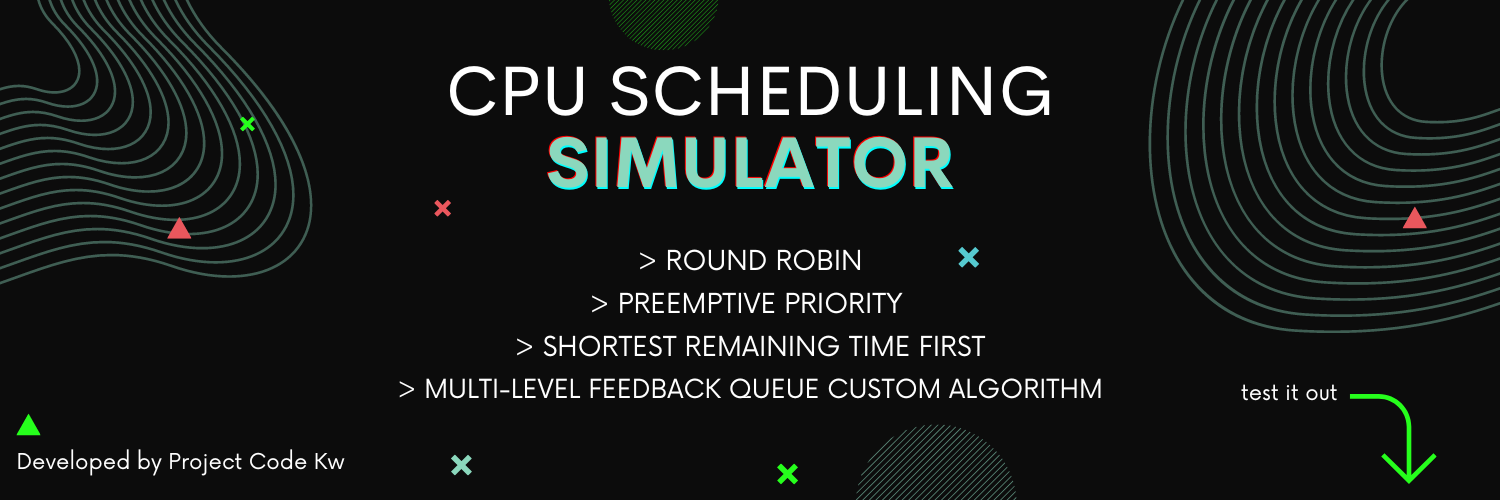 CPU SCHEDULING
SIMULATOR
> ROUND ROBIN
> PREEMPTIVE PRIORITY
> SHORTEST REMAINING TIME FIRST
> MULTI-LEVEL FEEDBACK QUEUE CUSTOM ALGORITHM
test it out
Developed by Project Code Kw